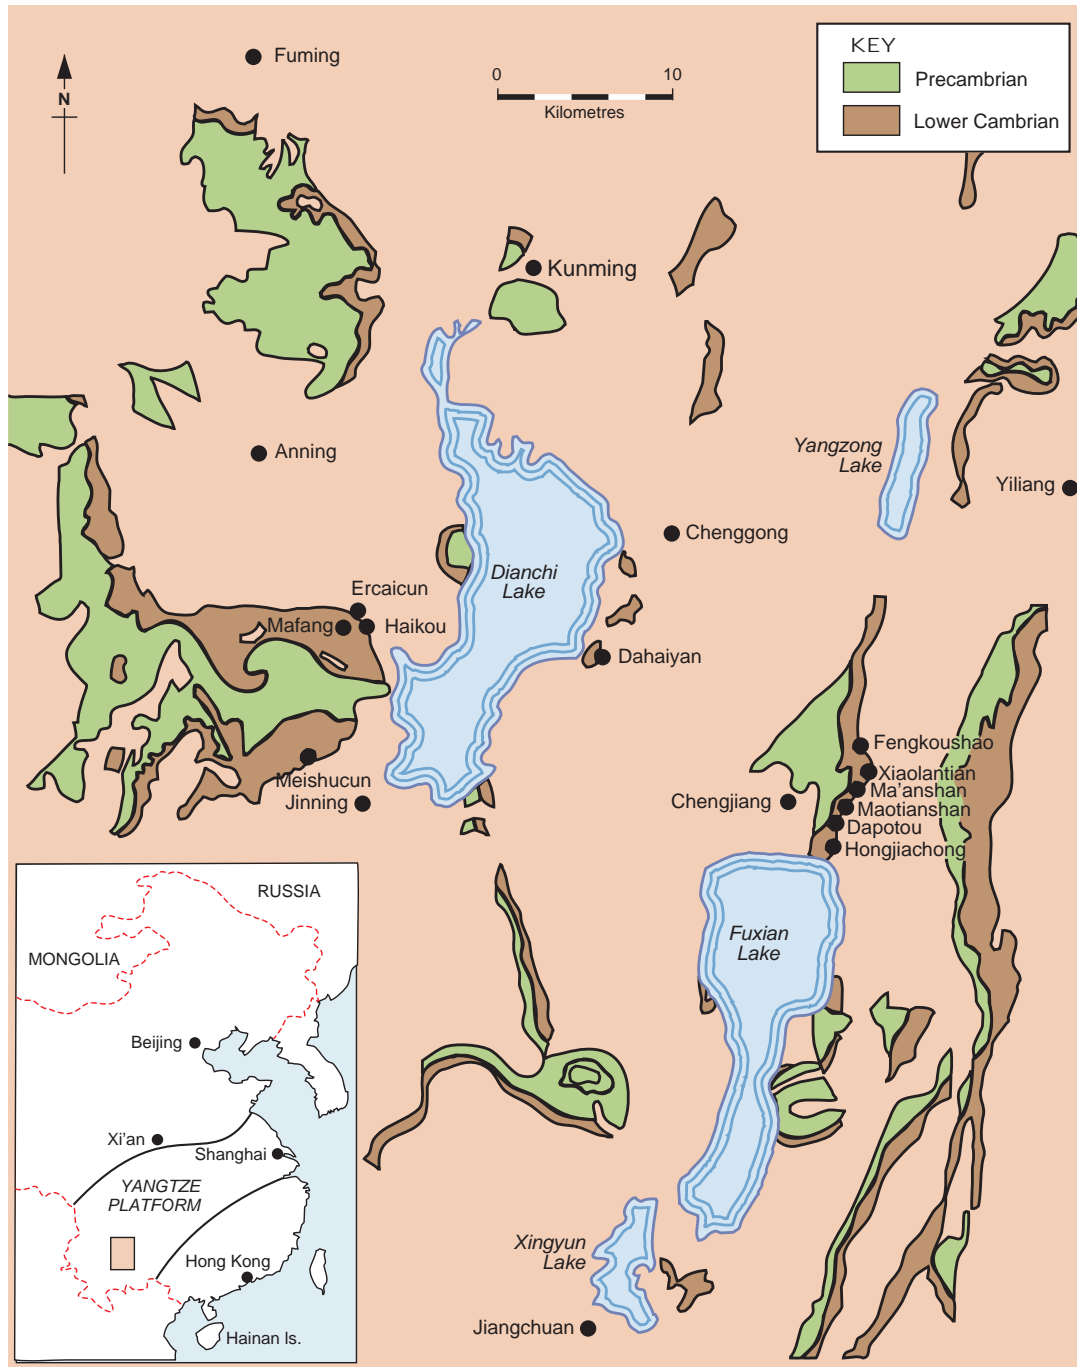 Fuming
N
0
10
Kilometres
KEY
Precambrian
Lower Cambrian
Kunming
Anning
Yangzong
Lake
Yiliang
Chenggong
Dianchi
Lake
Ercaicun
Mafang
Haikou
Dahaiyan
Meishucun
Jinning
Fengkoushao
Xiaolantian
Ma'anshan
Chengjiang
Maotianshan
Dapotou
Hongjiachong
Fuxian
Lake
Xingyun
Lake
Jiangchuan
RUSSIA
MONGOLIA
Beijing
Xi'an
Shanghai
YANGTZE
PLATFORM
Hong Kong
Hainan Is.